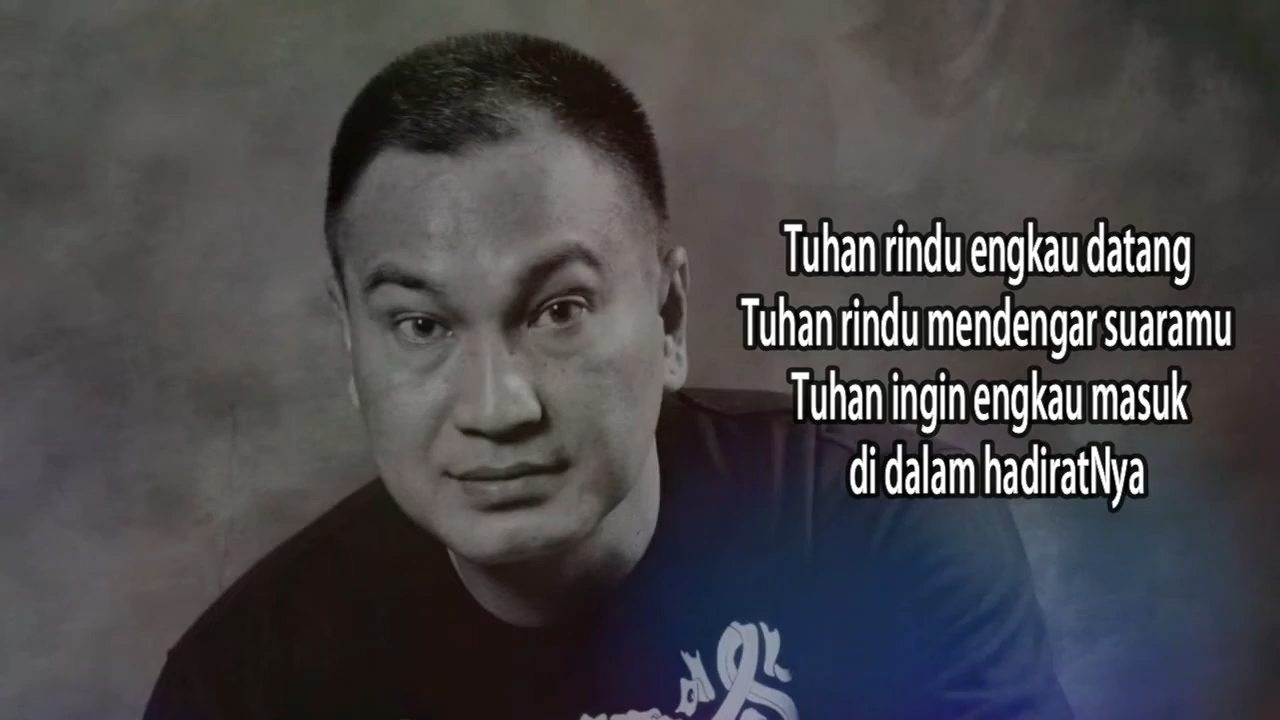 Tuhan rindu engkau datang
Tuhan rindu mendengar suaramu
Tuhan ingin engkau masuk
di dalam hadiratNya